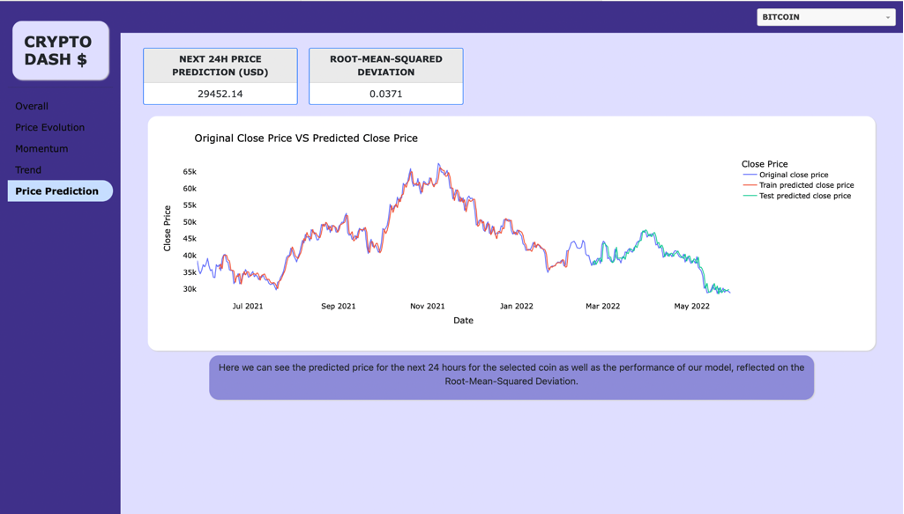 BITCOIN
CRYPTO
DASH $
Overall
Price Evolution
Momentum
Trend
Price Prediction
NEXT 24H PRICE
PREDICTION (USD)
29452.14
ROOT-MEAN-SQUARED
DEVIATION
0.0371
Original Close Price VS Predicted Close Price
Close Price
65k
60k
55k
50k
45k
40k
35k
30k
Jul 2021
Sep 2021
Nov 2021
Jan 2022
Mar 2022
May 2022
Date
Close Price
Original close price
Train predicted close price
Test predicted close price
Here we can see the predicted price for the next 24 hours for the selected coin as well as the performance of our model, reflected on the
Root-Mean-Squared Deviation.